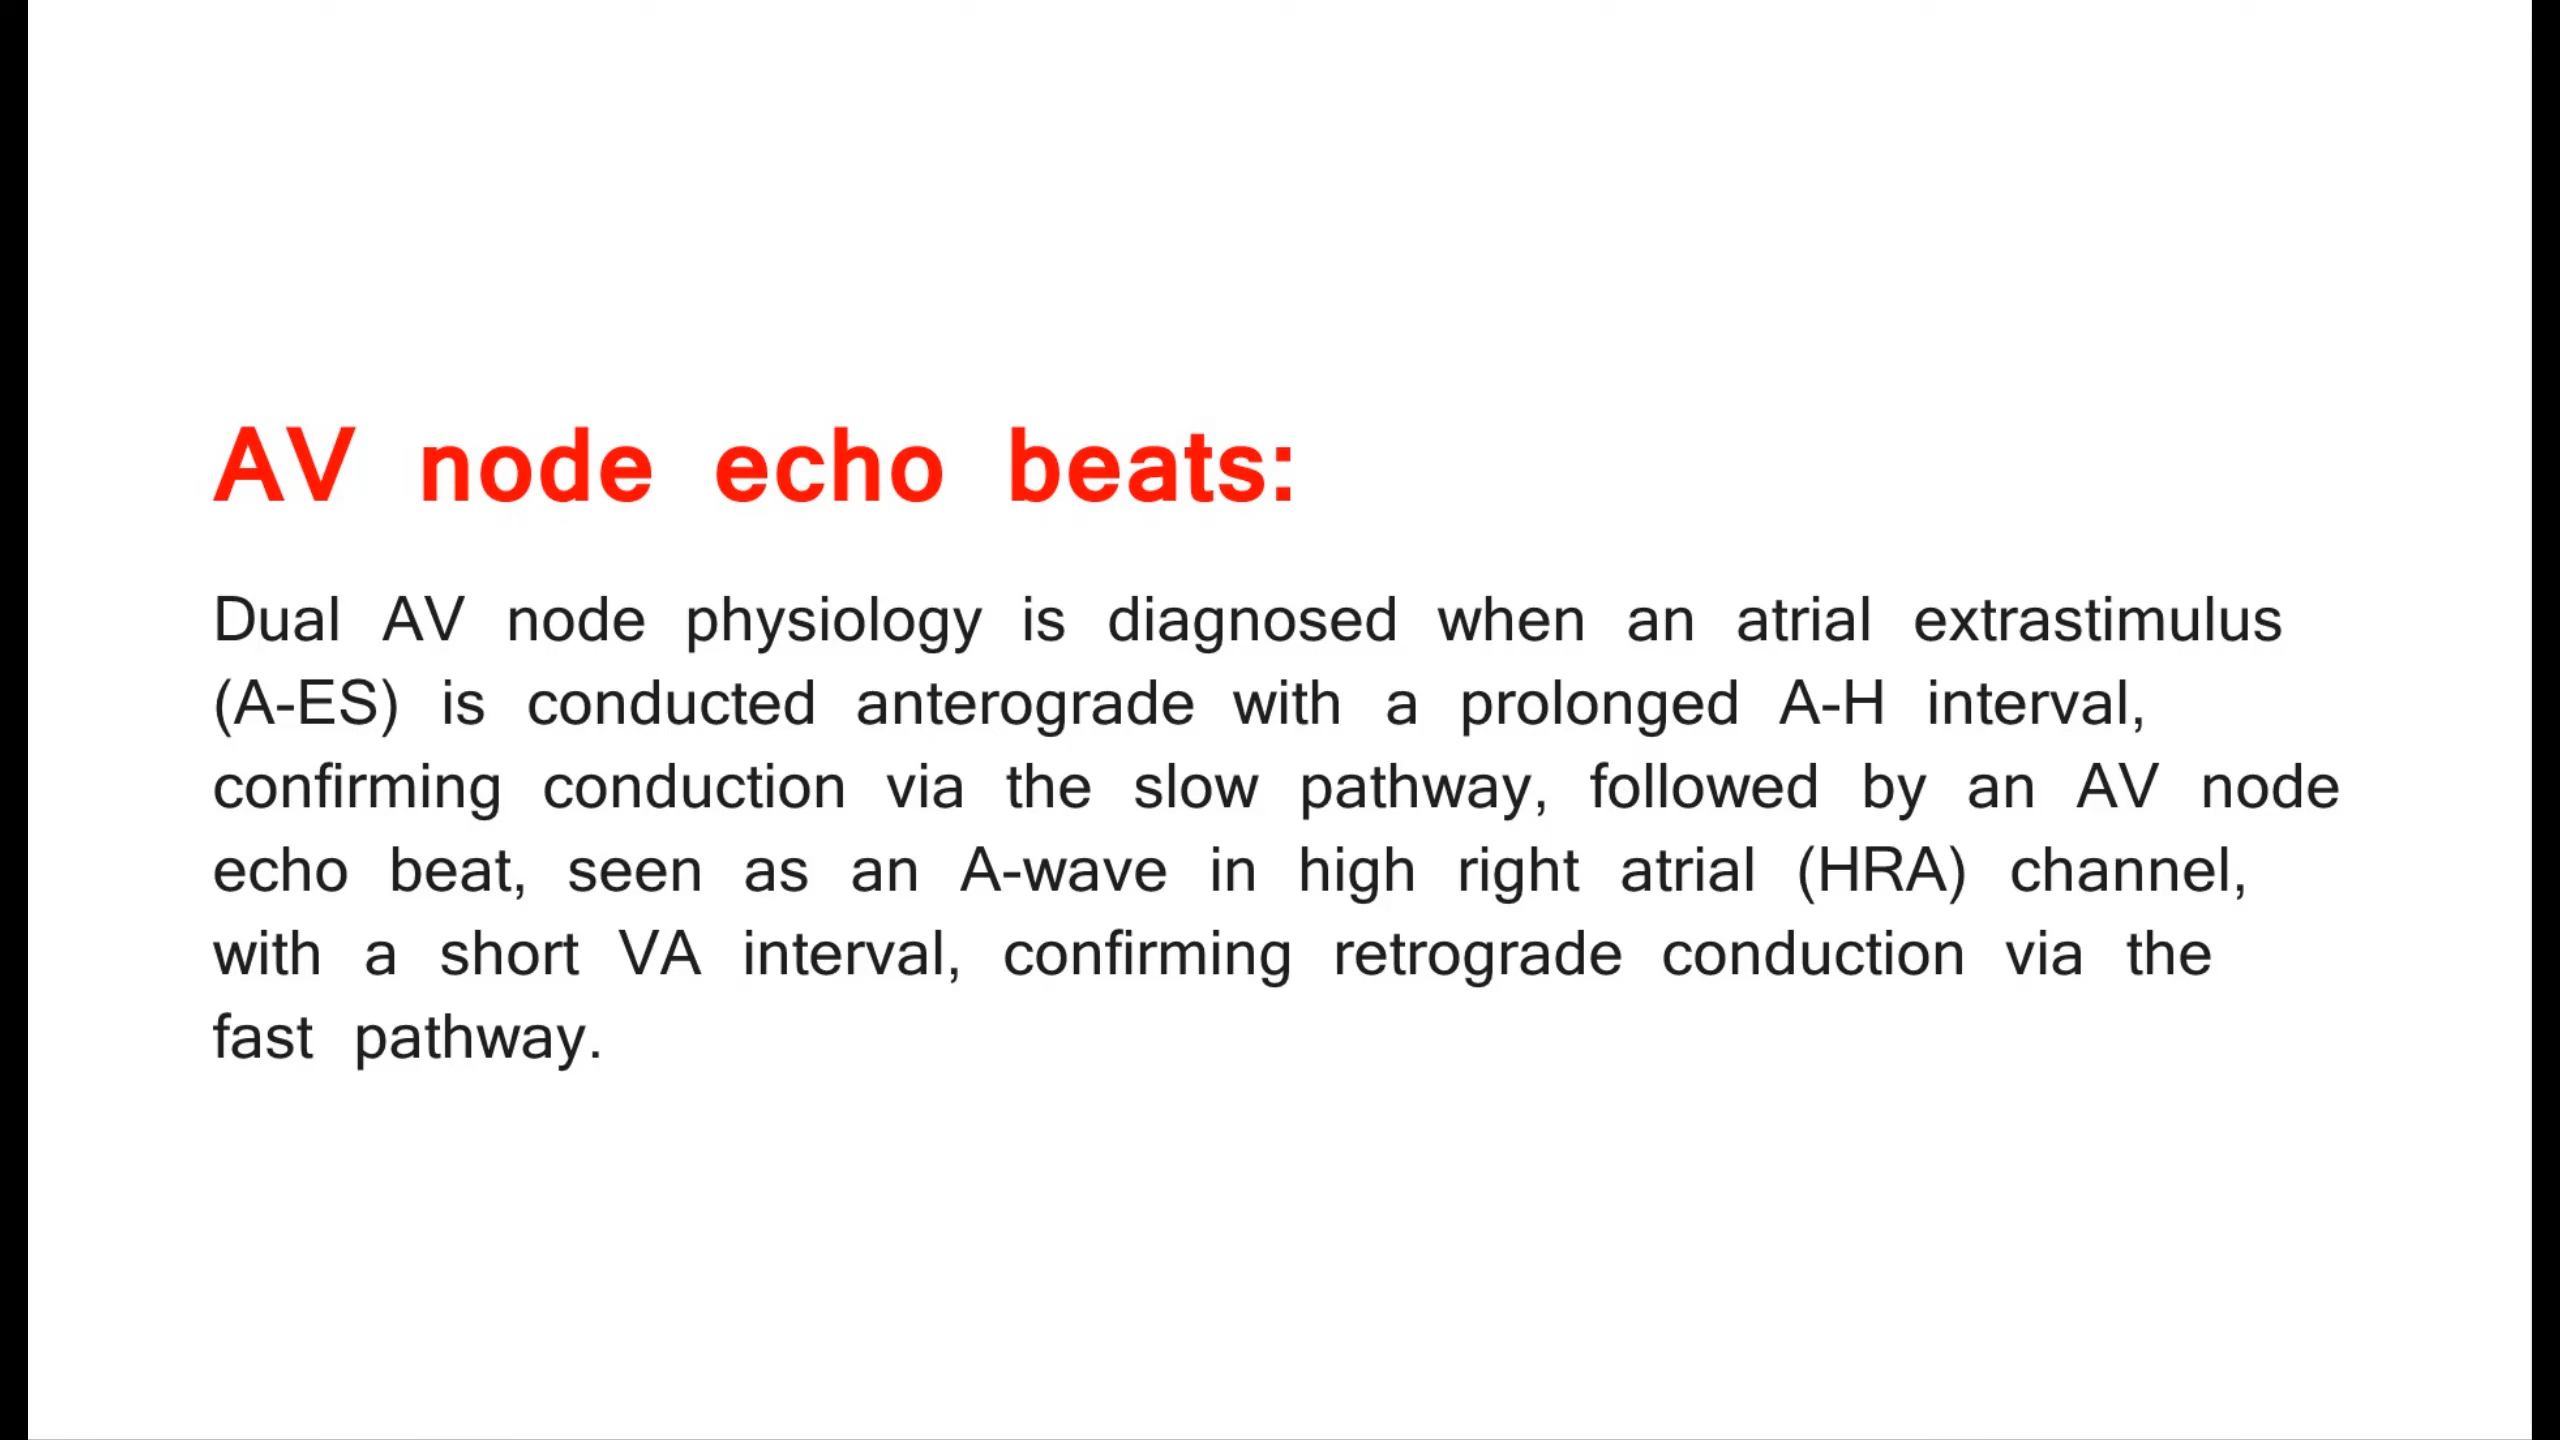 AV node echo beats:
Dual AV node physiology is diagnosed when an atrial extrastimulus
(A-ES) is conducted anterograde with a prolonged A-H interval,
confirming conduction via the slow pathway, followed by an AV node
echo beat, seen as an A-wave in high right atrial (HRA) channel,
with a short VA interval, confirming retrograde conduction via the
fast pathway.